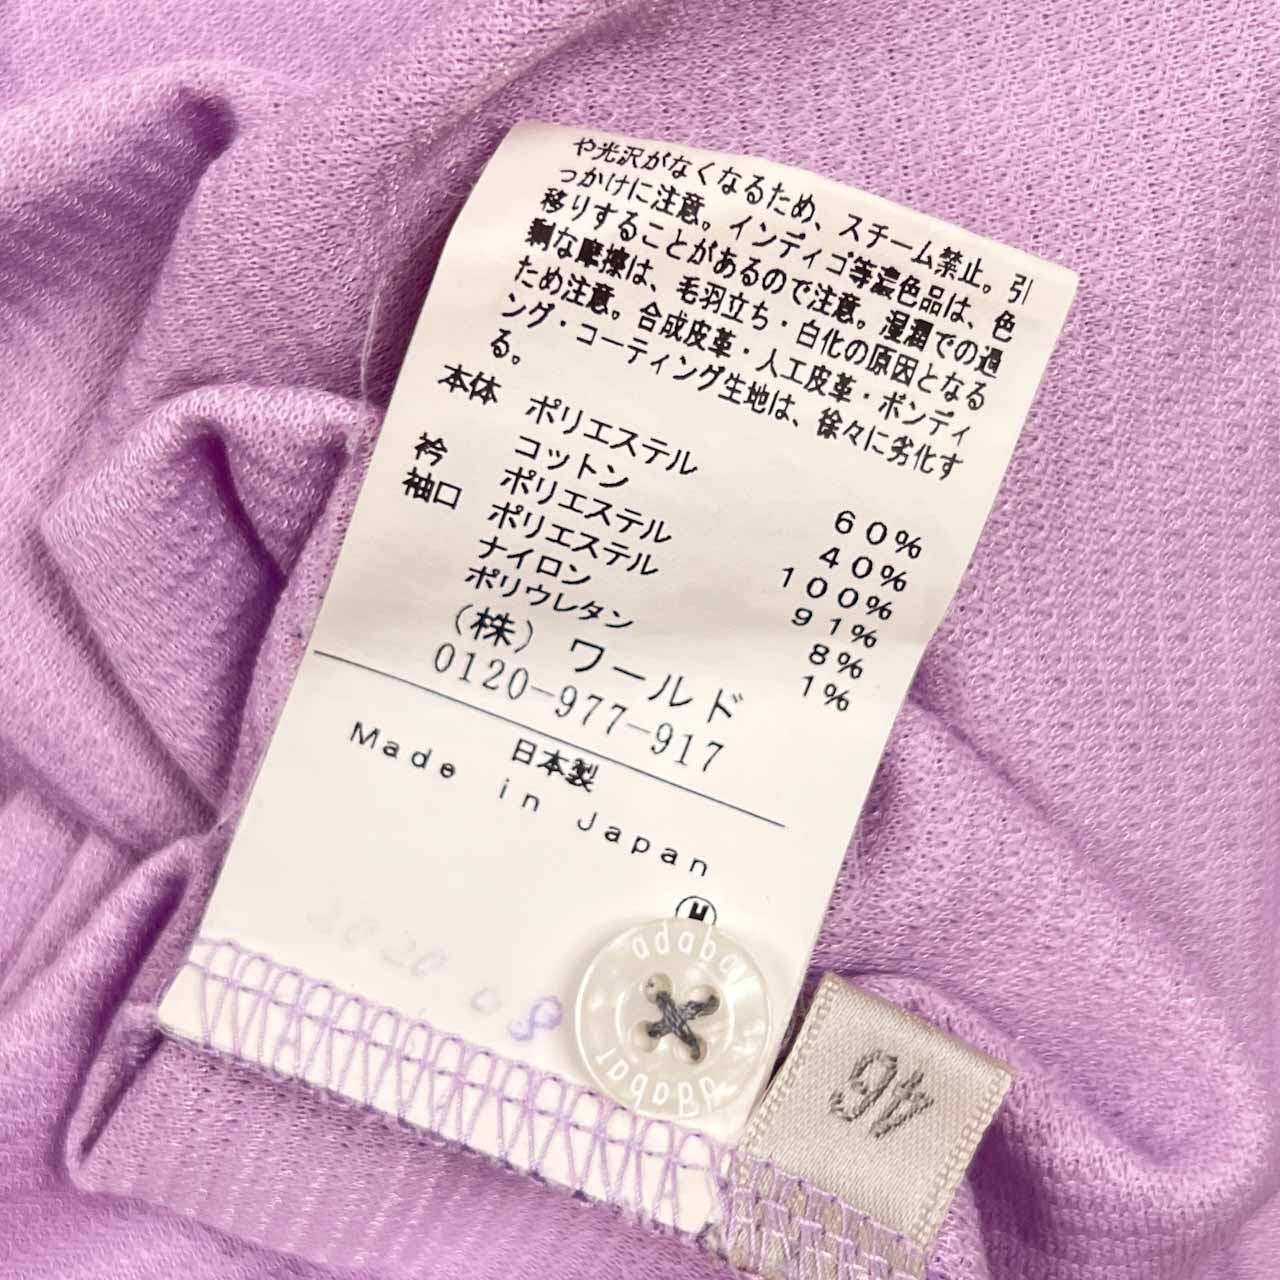 や光沢がなくなるため、スチーム禁止。引
っかけに注意。インディゴ等濃色品は、色
移りすることがあるので注意。湿潤での過
剰な摩擦は、毛羽立ち・白化の原因となる
ため注意。合成皮革・人工皮革・ボンディ
ング・コーティング生地は、徐々に劣化す
る。
本体 ポリエステル 60%
コットン 40%
衿 ポリエステル 100%
袖口 ポリエステル 91%
ナイロン 8%
ポリウレタン 1%
(株) ワールド
0120-977-917
日本製
Made in Japan
H
adabat
adabat
46